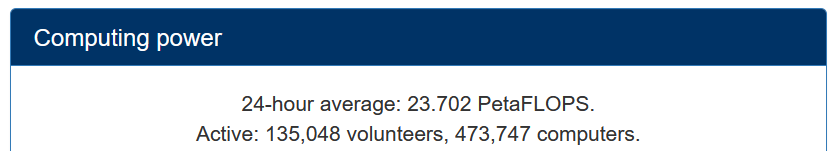 Computing power
24-hour average: 23.702 PetaFLOPS.
Active: 135,048 volunteers, 473,747 computers.